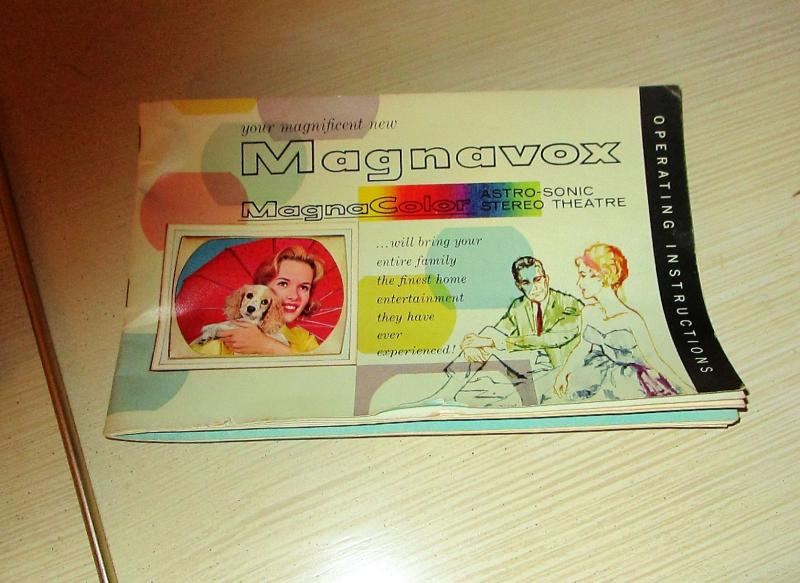 your magnificent new
Magnavox
MagnaColor ASTRO-SONIC
STEREO THEATRE
...will bring your
entire family
the finest home
entertainment
they have
ever
experienced!
OPERATING INSTRUCTIONS